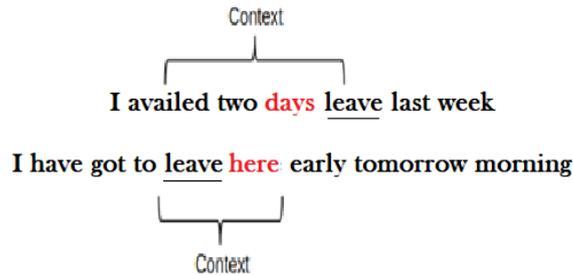 Context
I availed two days leave last week
I have got to leave here early tomorrow morning
Context